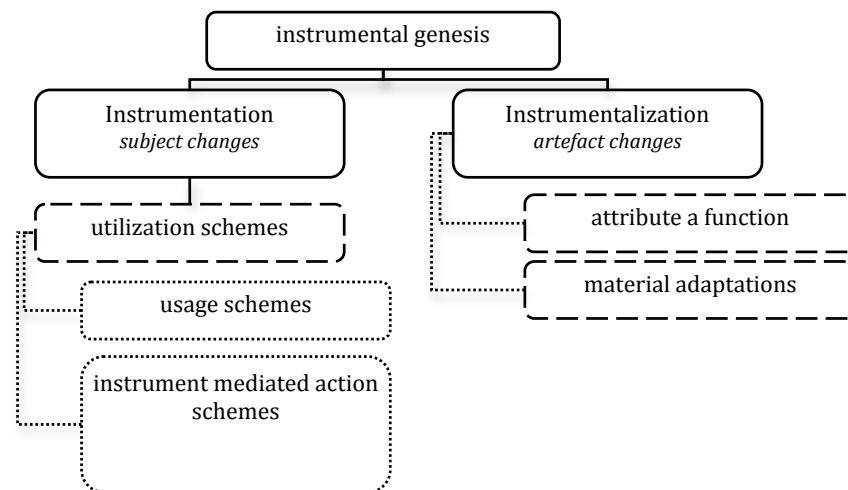 instrumental genesis
Instrumentation
subject changes
Instrumentalization
artefact changes
utilization schemes
usage schemes
instrument mediated action
schemes
attribute a function
material adaptations